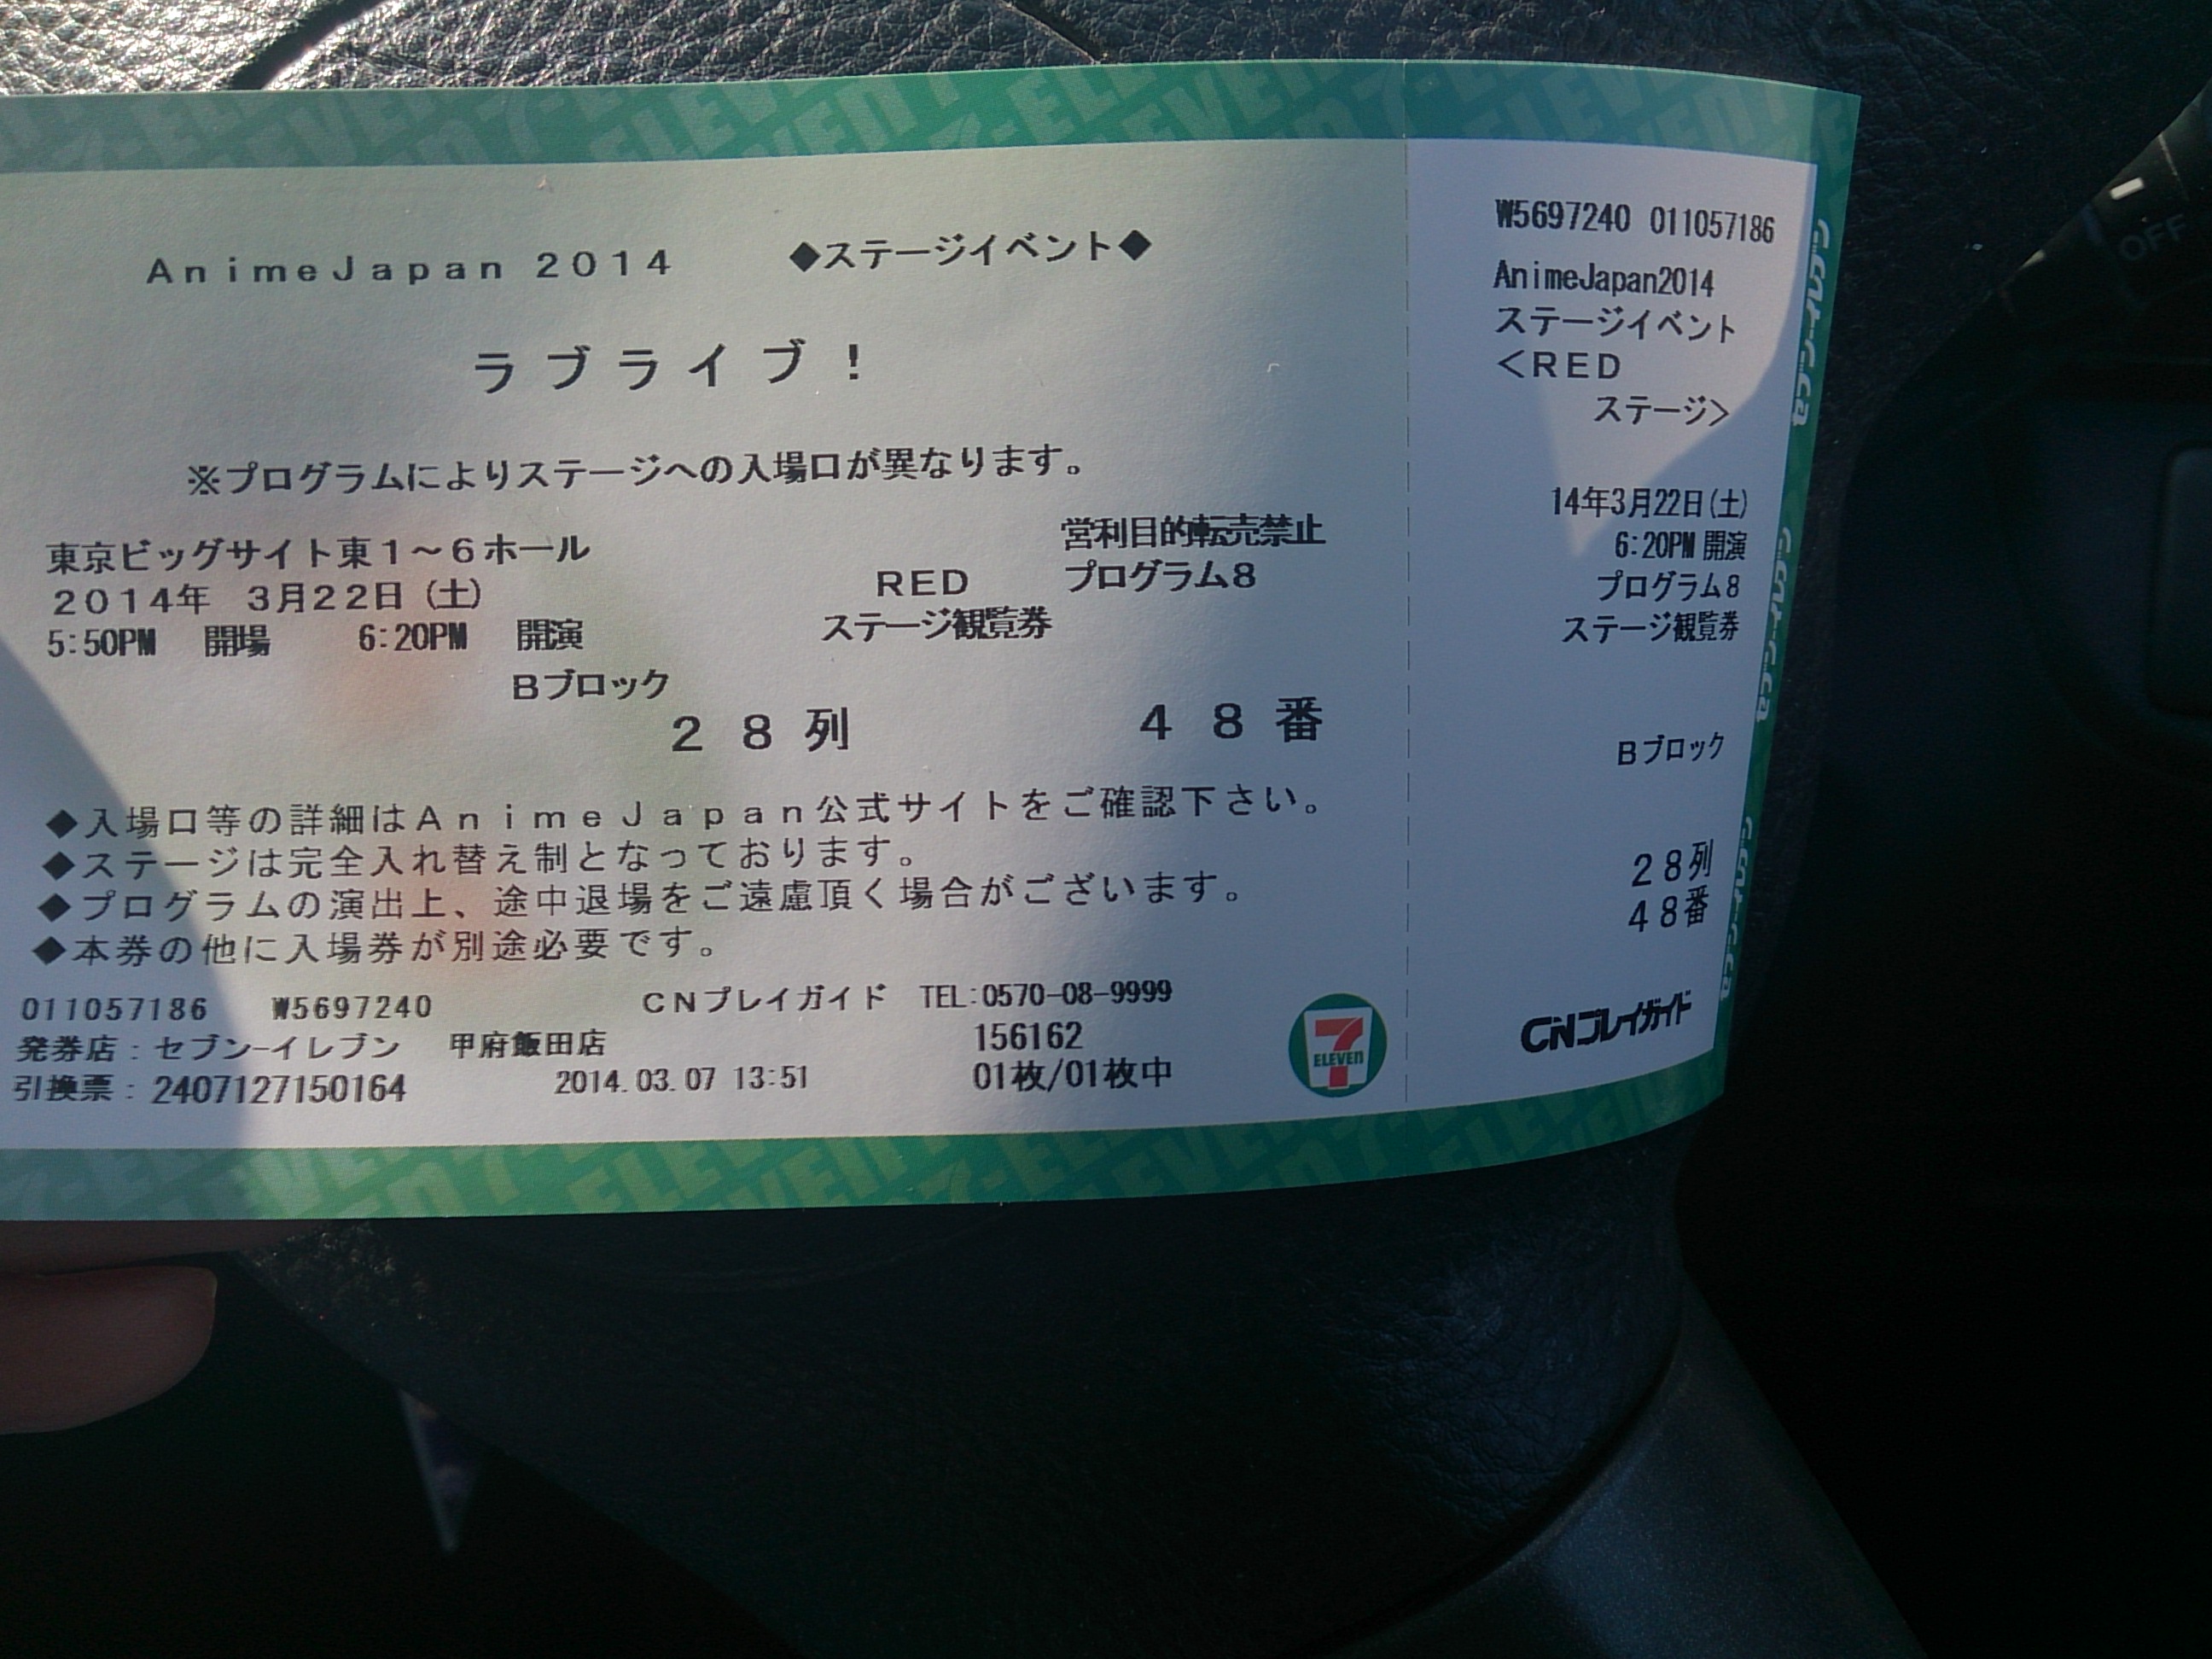 AnimeJapan 2014 ◆ステージイベント◆
ラブライブ!
※プログラムによりステージへの入場口が異なります。
東京ビッグサイト東1~6ホール
営利目的転売禁止
2014年 3月22日(土)
RED プログラム8
5:50PM 開場 6:20PM 開演
ステージ観覧券
Bブロック
28列 48番
◆入場口等の詳細はAnimeJapan公式サイトをご確認下さい。
◆ステージは完全入れ替え制となっております。
◆プログラムの演出上、途中退場をご遠慮頂く場合がございます。
◆本券の他に入場券が別途必要です。
011057186 W5697240 CNプレイガイド TEL:0570-08-9999
発券店:セブン-イレブン 甲府飯田店 156162
引換票:2407127150164 2014.03.07 13:51 01枚/01枚中
7 ELEVEN
W5697240 011057186
AnimeJapan2014
ステージイベント
<RED
ステージ>
14年3月22日(土)
6:20PM 開演
プログラム8
ステージ観覧券
Bブロック
28列
48番
CNプレイガイド
セブン-イレブン
OFF